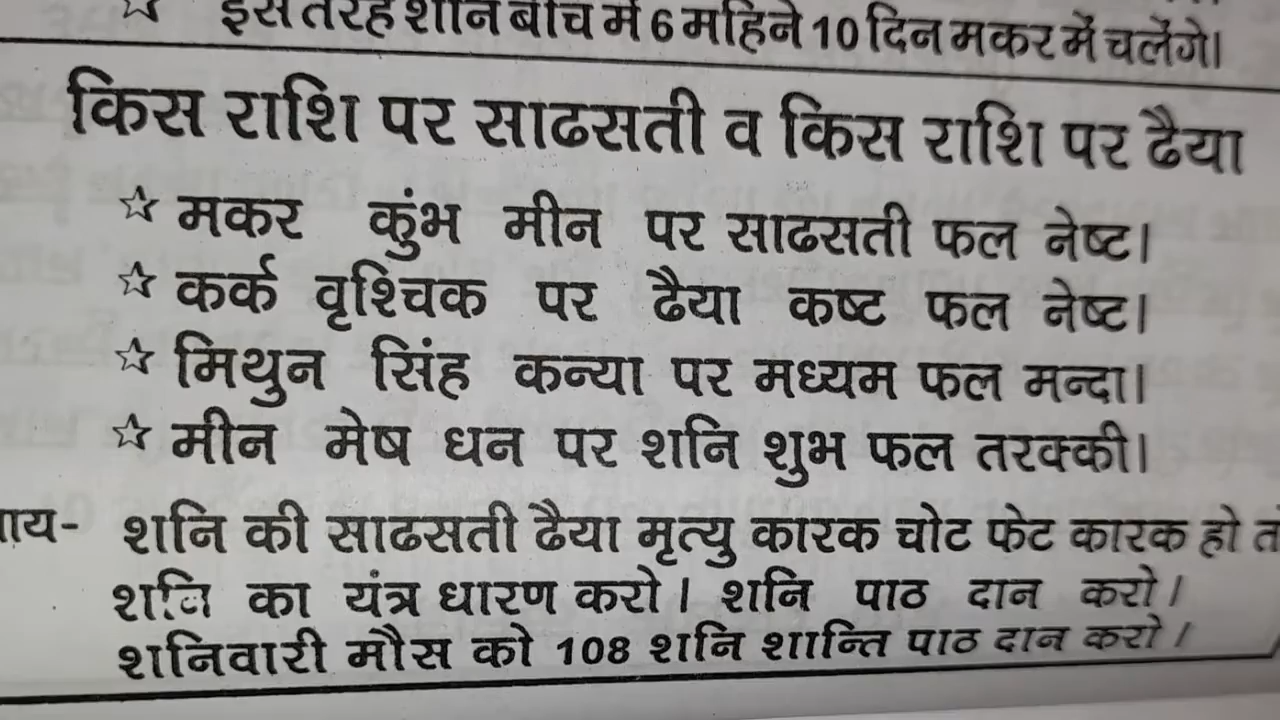 ☆ इस तरह शनि बीच में 6 महिने 10 दिन मकर में चलेंगे।
किस राशि पर साढसती व किस राशि पर ढैया
☆ मकर कुंभ मीन पर साढसती फल नेष्ट।
☆ कर्क वृश्चिक पर ढैया कष्ट फल नेष्ट।
☆ मिथुन सिंह कन्या पर मध्यम फल मन्दा।
☆ मीन मेष धन पर शनि शुभ फल तरक्की।
शनि की साढसती ढैया मृत्यु कारक चोट फेट कारक हो
शनि का यंत्र धारण करो। शनि पाठ दान करो।
शनिवारी मौस को 108 शनि शान्ति पाठ दान करो।